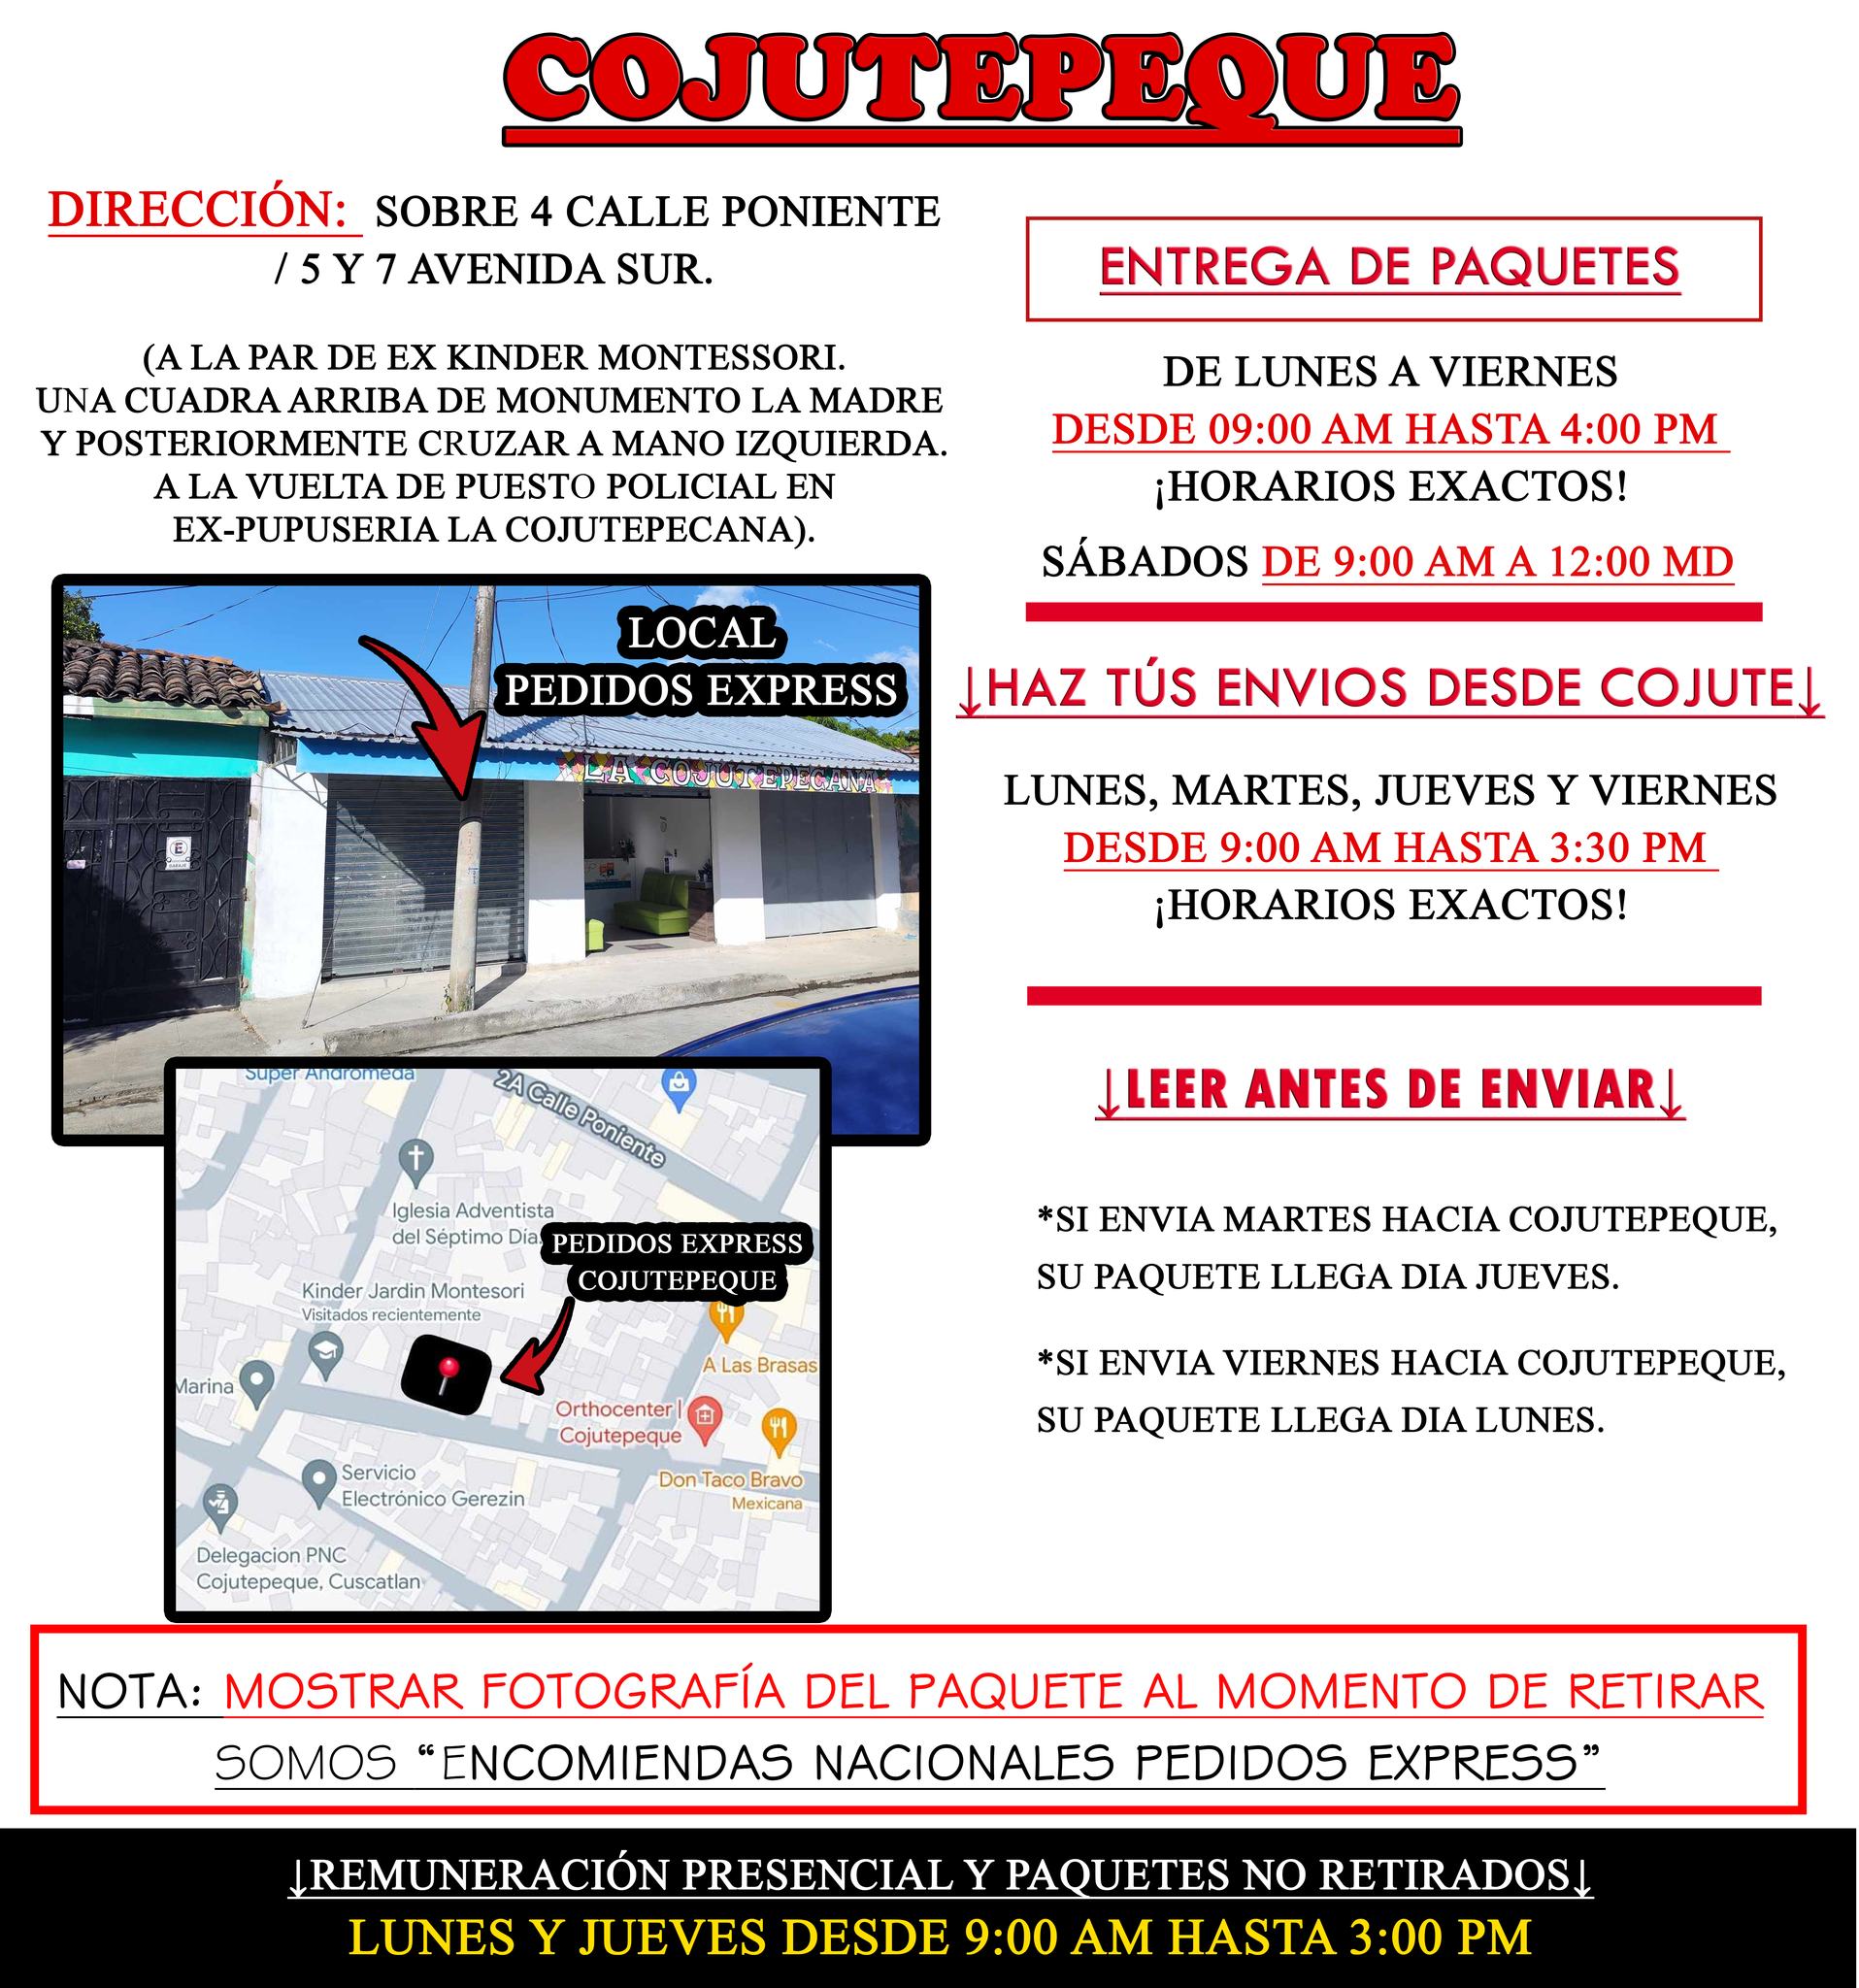 COJUTEPEQUE
DIRECCIÓN: SOBRE 4 CALLE PONIENTE
/ 5 Y 7 AVENIDA SUR.
(A LA PAR DE EX KINDER MONTESSORI.
UNA CUADRA ARRIBA DE MONUMENTO LA MADRE
Y POSTERIORMENTE CRUZAR A MANO IZQUIERDA.
A LA VUELTA DE PUESTO POLICIAL EN
EX-PUPUSERIA LA COJUTEPECANA).
LOCAL
PEDIDOS EXPRESS
LA COJUTEPECANA
E
GARAJE
Super Andromeda
2A Calle Poniente
Iglesia Adventista
del Séptimo Dia
PEDIDOS EXPRESS
COJUTEPEQUE
Kinder Jardin Montesori
Visitados recientemente
A Las Brasas
Marina
Orthocenter |
Cojutepeque
Don Taco Bravo
Mexicana
Servicio
Electrónico Gerezin
Delegacion PNC
Cojutepeque, Cuscatlan
ENTREGA DE PAQUETES
DE LUNES A VIERNES
DESDE 09:00 AM HASTA 4:00 PM
¡HORARIOS EXACTOS!
SÁBADOS DE 9:00 AM A 12:00 MD
↓HAZ TÚS ENVIOS DESDE COJUTE↓
LUNES, MARTES, JUEVES Y VIERNES
DESDE 9:00 AM HASTA 3:30 PM
¡HORARIOS EXACTOS!
↓LEER ANTES DE ENVIAR↓
*SI ENVIA MARTES HACIA COJUTEPEQUE,
SU PAQUETE LLEGA DIA JUEVES.
*SI ENVIA VIERNES HACIA COJUTEPEQUE,
SU PAQUETE LLEGA DIA LUNES.
NOTA: MOSTRAR FOTOGRAFÍA DEL PAQUETE AL MOMENTO DE RETIRAR
SOMOS “ENCOMIENDAS NACIONALES PEDIDOS EXPRESS”
↓REMUNERACIÓN PRESENCIAL Y PAQUETES NO RETIRADOS↓
LUNES Y JUEVES DESDE 9:00 AM HASTA 3:00 PM